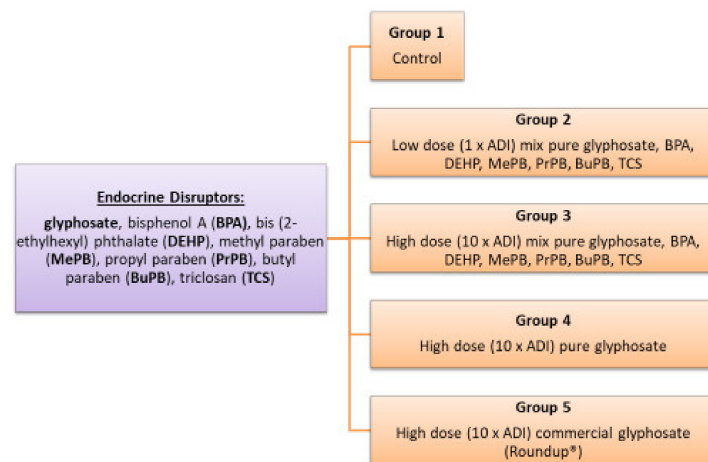 Group 1
Control
Group 2
Low dose (1 x ADI) mix pure glyphosate, BPA,
DEHP, MePB, PrPB, BuPB, TCS
Endocrine Disruptors:
glyphosate, bisphenol A (BPA), bis (2-
ethylhexyl) phthalate (DEHP), methyl paraben
(MePB), propyl paraben (PrPB), butyl
paraben (BuPB), triclosan (TCS)
Group 3
High dose (10 x ADI) mix pure glyphosate, BPA,
DEHP, MePB, PrPB, BuPB, TCS
Group 4
High dose (10 x ADI) pure glyphosate
Group 5
High dose (10 x ADI) commercial glyphosate
(Roundup®)